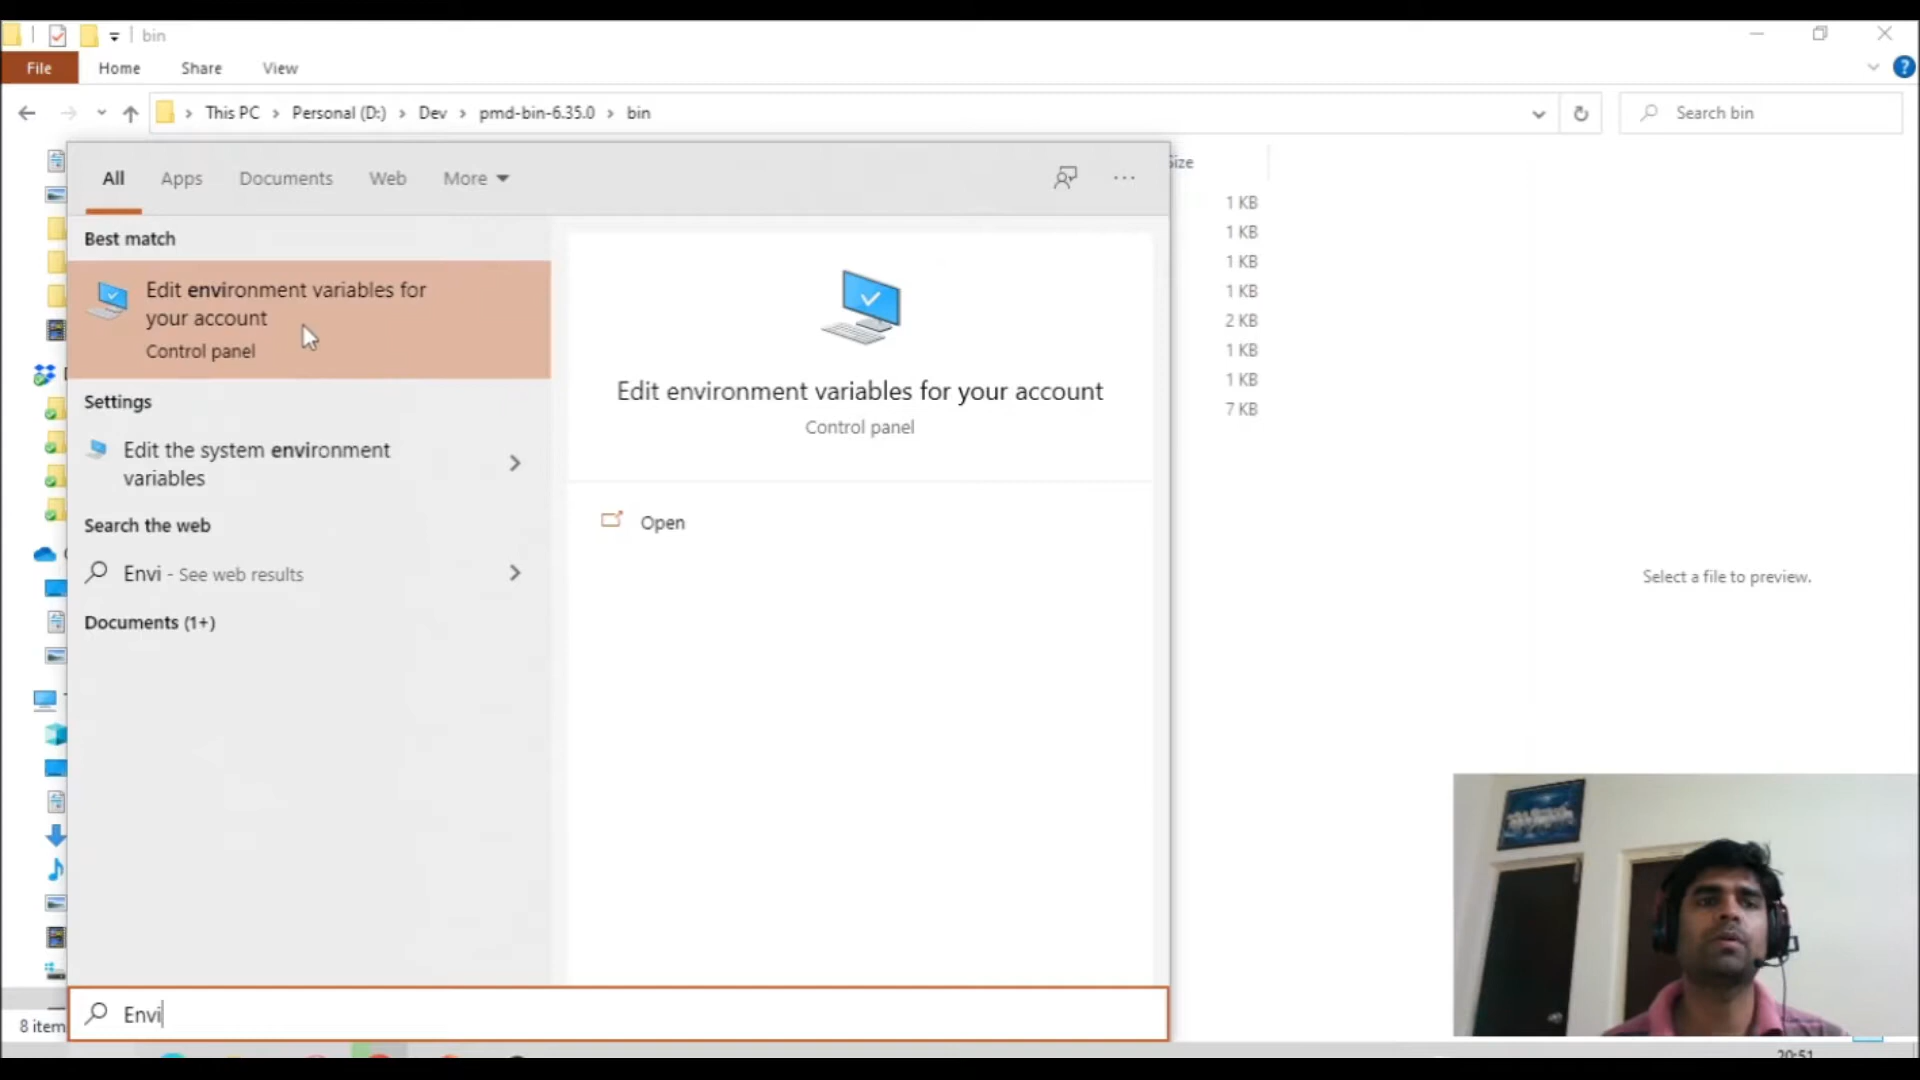 bin
File Home Share View
This PC > Personal (D:) > Dev > pmd-bin-6.35.0 > bin
Search bin
All Apps Documents Web More
Size
Best match
Edit environment variables for
your account
Control panel
Settings
Edit the system environment
variables
Search the web
Envi - See web results
Documents (1+)
Edit environment variables for your account
Control panel
Open
1 KB
1 KB
1 KB
1 KB
2 KB
1 KB
1 KB
7 KB
Select a file to preview.
Envi
8 item
20:51